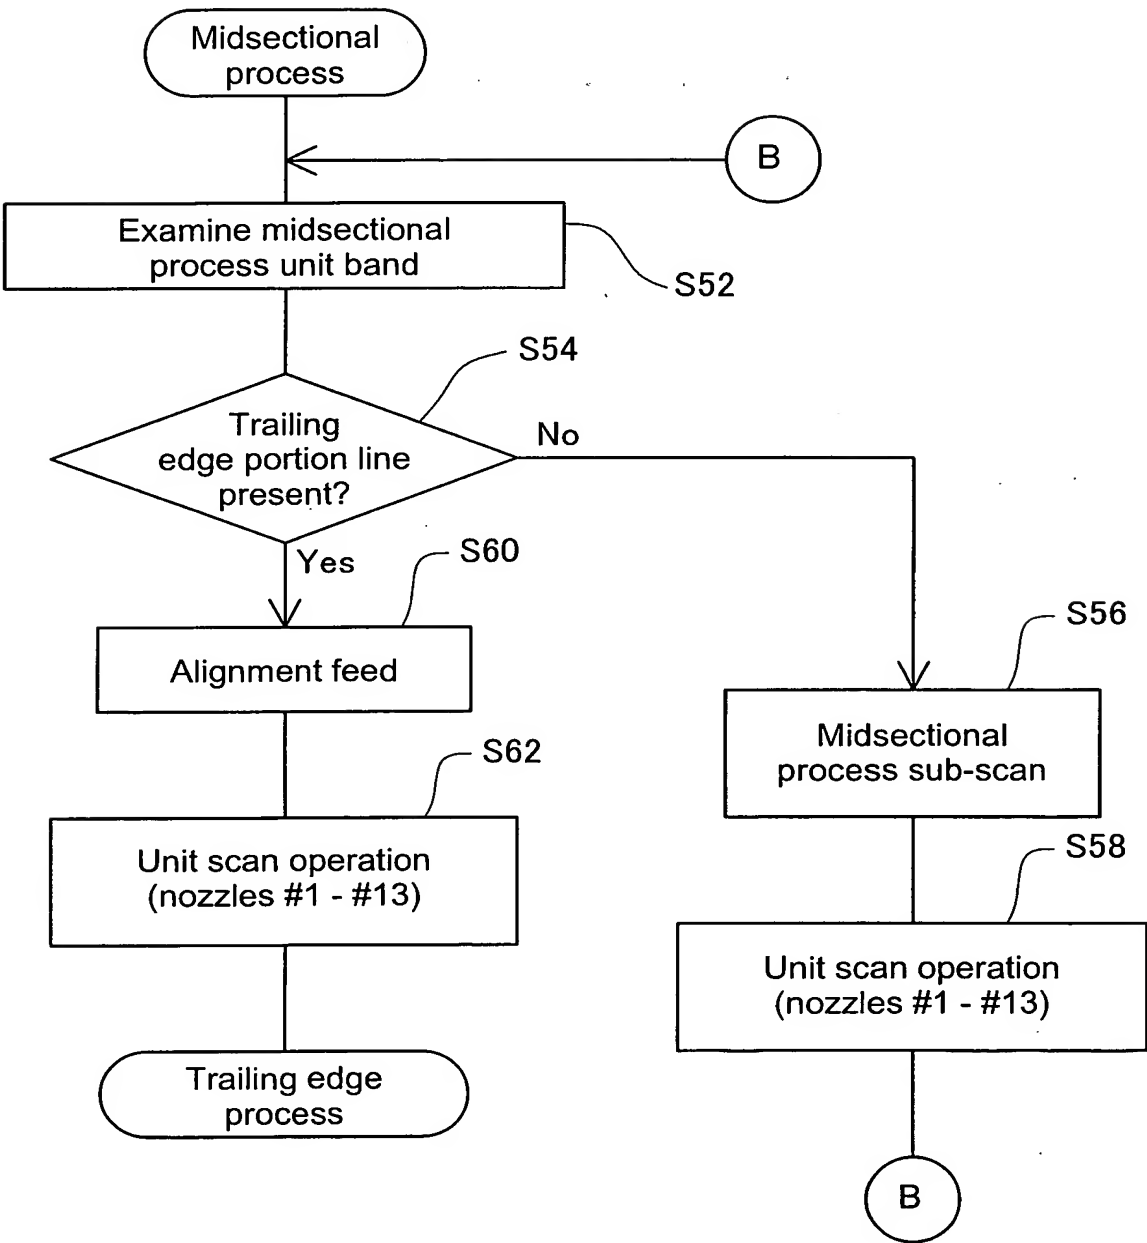 Midsectional
process
B
Examine midsectional
process unit band
S52
S54
Trailing
edge portion line
present?
No
Yes
S60
Alignment feed
S56
Midsectional
process sub-scan
S62
Unit scan operation
(nozzles #1 - #13)
S58
Unit scan operation
(nozzles #1 - #13)
Trailing edge
process
B